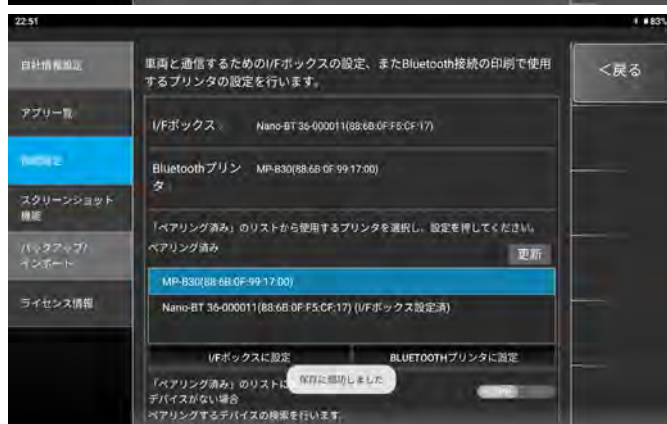 22:51
83%
自社情報設定
車両と通信するためのI/Fボックスの設定、またBluetooth接続の印刷で使用
するプリンタの設定を行います。
<戻る
アプリ一覧
I/Fボックス：
Nano-BT 36-000011(88:6B:0F:F5:CF:17)
Bluetoothプリン
タ：
MP-B30(88:6B:0F:99:17:00)
スクリーンショット
機能
「ペアリング済み」のリストから使用するプリンタを選択し、設定を押してください。
ペアリング済み
更新
バックアップ/
インポート
MP-B30(88:6B:0F:99:17:00)
Nano-BT 36-000011(88:6B:0F:F5:CF:17) (I/Fボックス設定済)
ライセンス情報
I/Fボックスに設定
BLUETOOTHプリンタに設定
保存に成功しました
「ペアリング済み」のリストに
デバイスがない場合
ペアリングするデバイスの検索を行います。